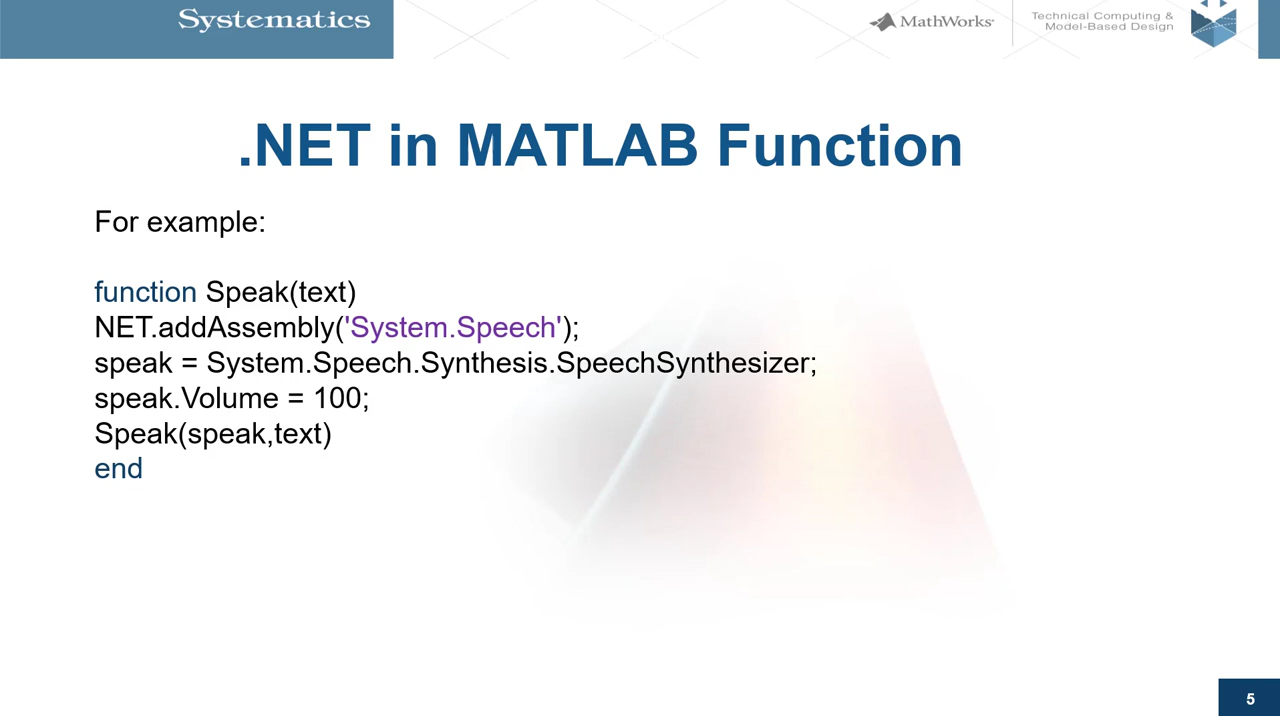 Systematics
MathWorks
Technical Computing &
Model-Based Design
.NET in MATLAB Function
For example:
function Speak(text)
NET.addAssembly('System.Speech');
speak = System.Speech.Synthesis.SpeechSynthesizer;
speak.Volume = 100;
Speak(speak,text)
end
5